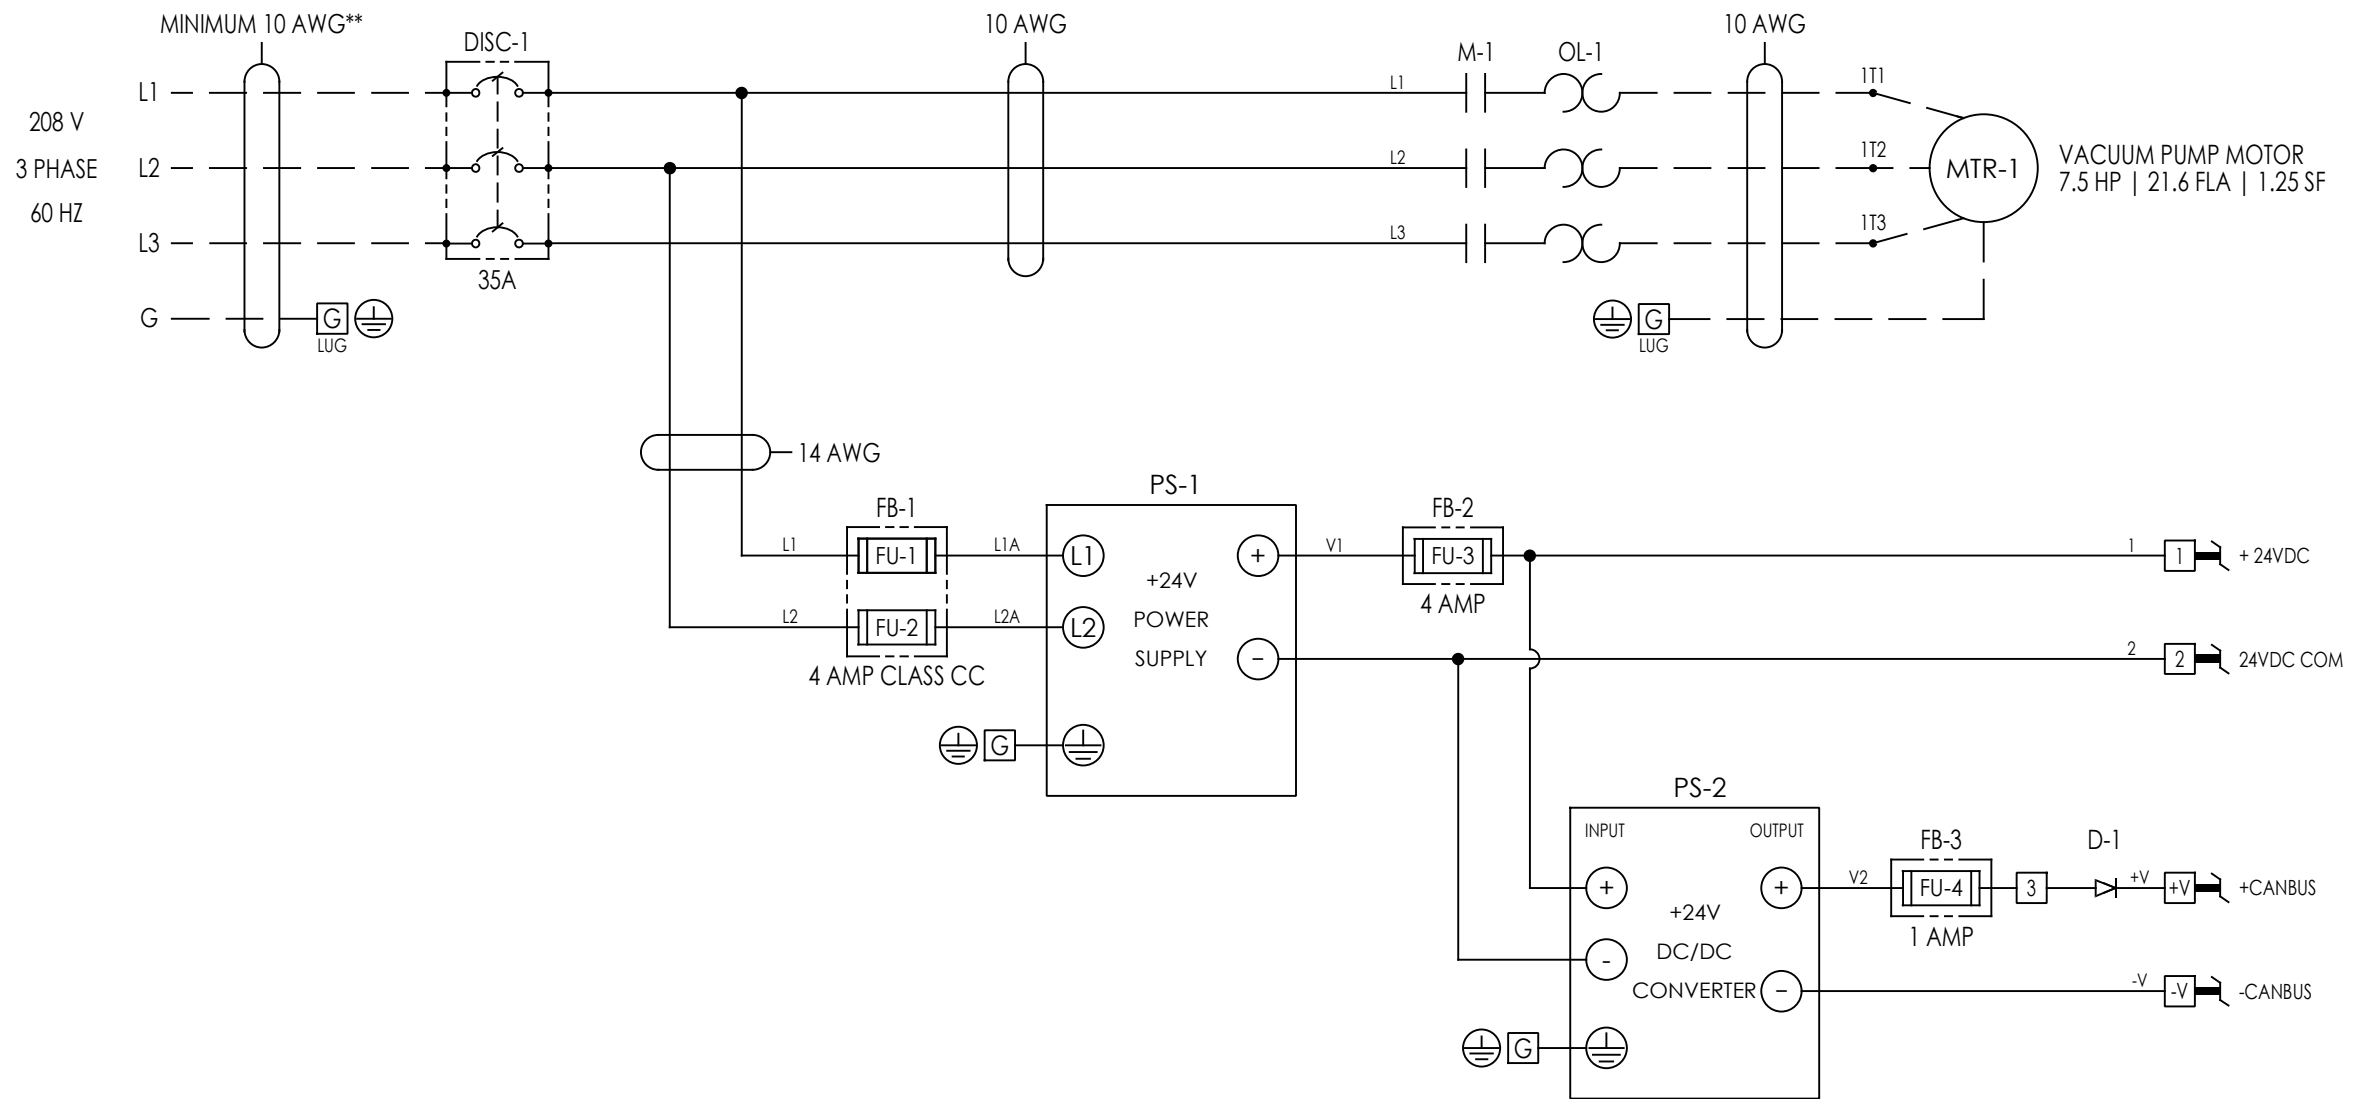 MINIMUM 10 AWG**
DISC-1
10 AWG
M-1
OL-1
10 AWG
L1
L1
1T1
208 V
3 PHASE
L2
L2
1T2
MTR-1
VACUUM PUMP MOTOR
7.5 HP | 21.6 FLA | 1.25 SF
60 HZ
L3
L3
1T3
35A
G
G
LUG
G
LUG
14 AWG
PS-1
FB-1
FB-2
L1
FU-1
L1A
L1
+
V1
FU-3
1
1
+ 24VDC
+24V
POWER
SUPPLY
4 AMP
L2
FU-2
L2A
L2
−
2
2
24VDC COM
4 AMP CLASS CC
G
PS-2
INPUT
OUTPUT
FB-3
D-1
+
+
V2
FU-4
3
+V
+V
+CANBUS
+24V
DC/DC
CONVERTER
1 AMP
-
−
-V
-V
-CANBUS
G